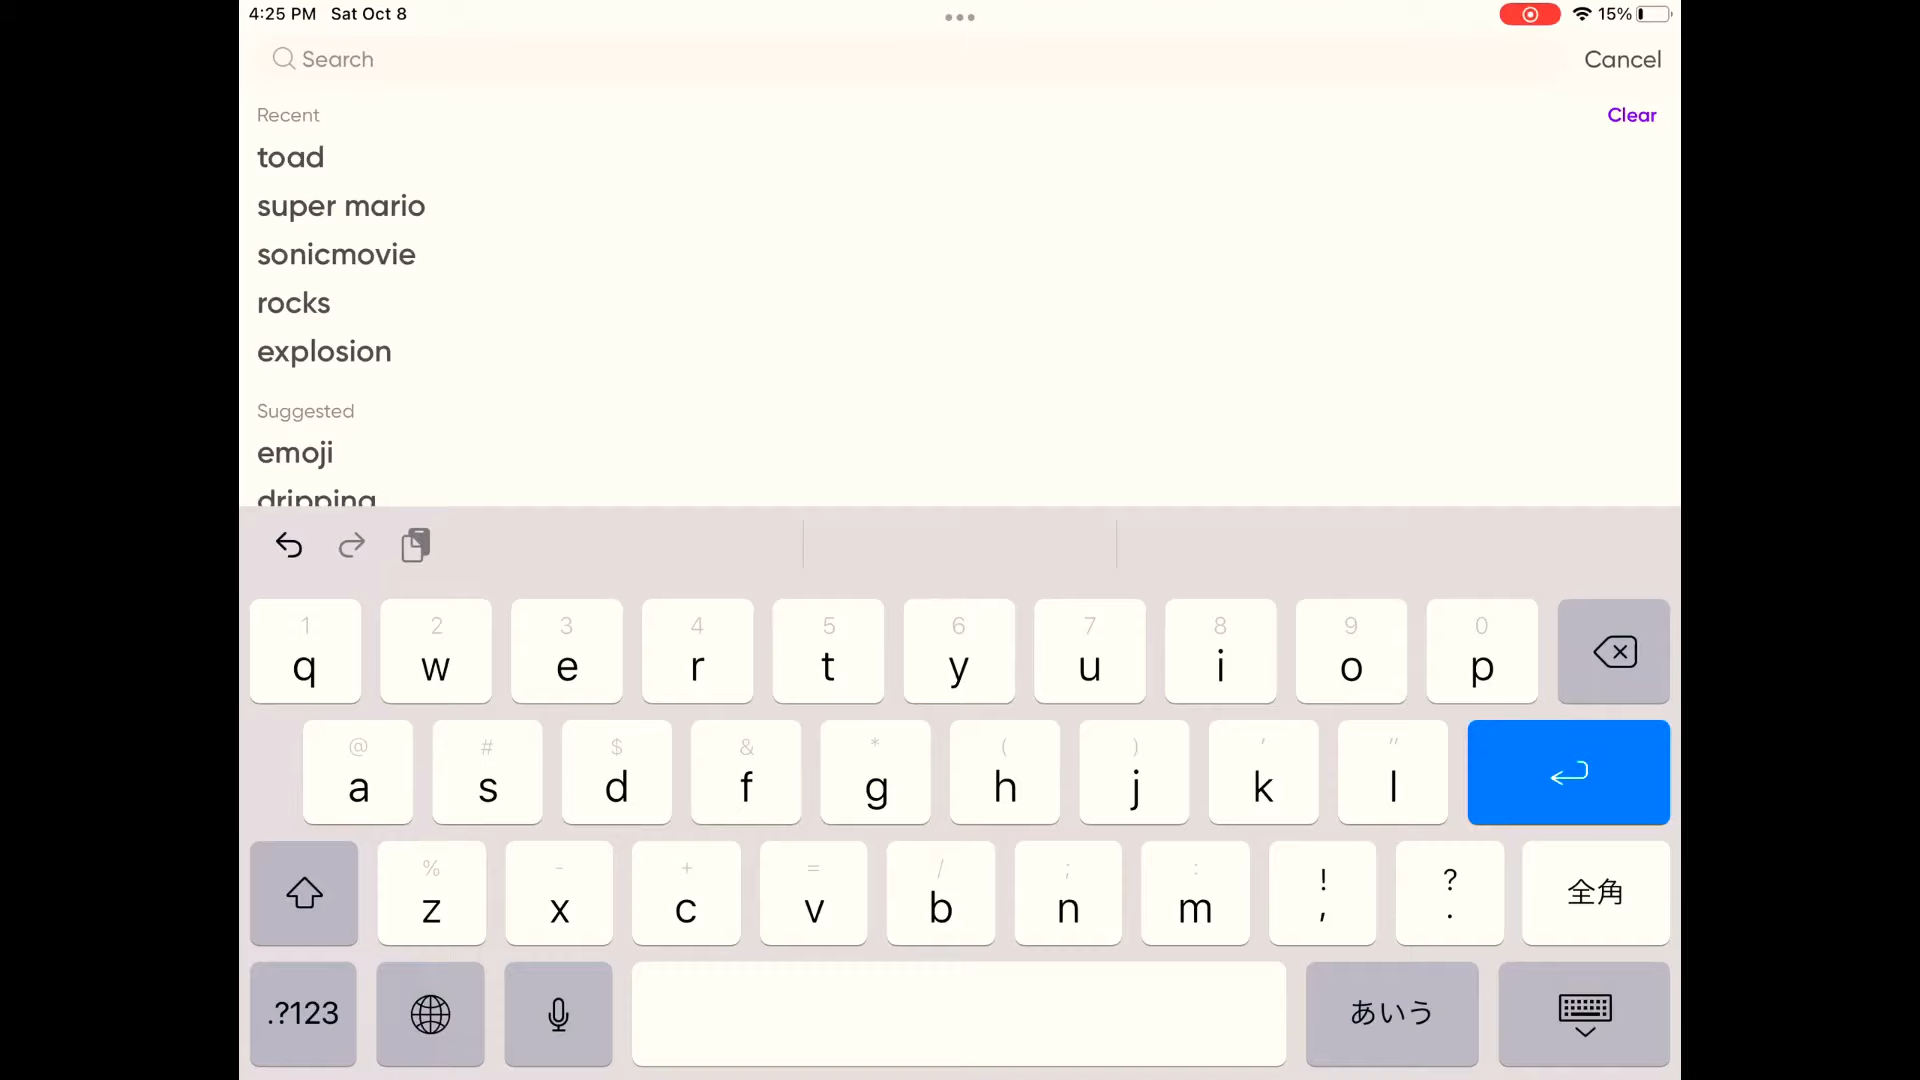 4:25 PM Sat Oct 8
15%
Search
Cancel
Recent
Clear
toad
super mario
sonicmovie
rocks
explosion
Suggested
emoji
dripping
1 2 3 4 5 6 7 8 9 0
q w e r t y u i o p
@ # $ & * ( ) ' "
a s d f g h j k l
% - + = / ; : ! ?
z x c v b n m , . 全角
.?123
あいう